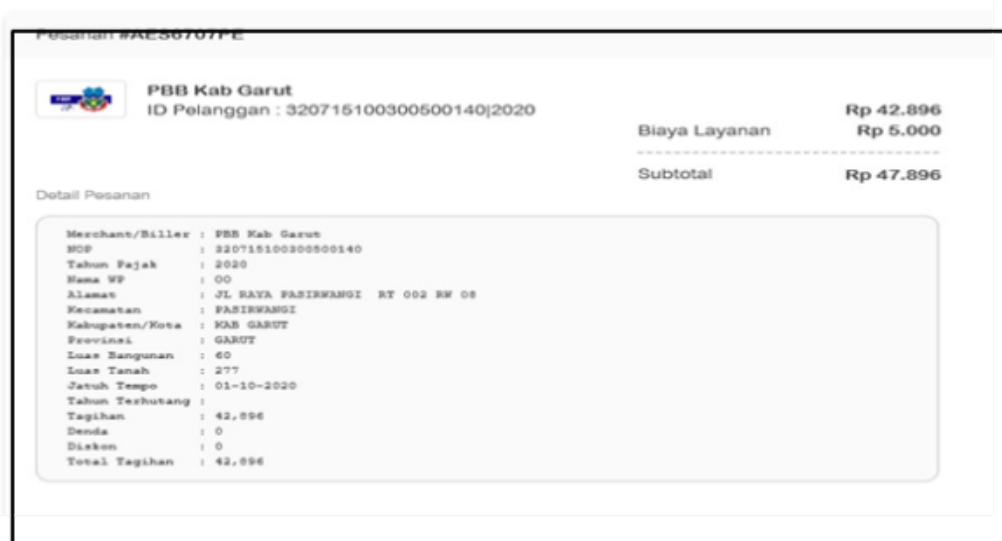 Pesanan #AES6707PE
PBB Kab Garut
ID Pelanggan : 320715100300500140|2020
Rp 42.896
Biaya Layanan Rp 5.000
Subtotal Rp 47.896
Detail Pesanan
Merchant/Biller : PBB Kab Garut
NOP : 320715100300500140
Tahun Pajak : 2020
Nama WP : OO
Alamat : JL RAYA PASIRWANGI RT 002 RW 08
Kecamatan : PASIRWANGI
Kabupaten/Kota : KAB GARUT
Provinsi : GARUT
Luas Bangunan : 60
Luas Tanah : 277
Jatuh Tempo : 01-10-2020
Tahun Terhutang :
Tagihan : 42,896
Denda : 0
Diskon : 0
Total Tagihan : 42,896